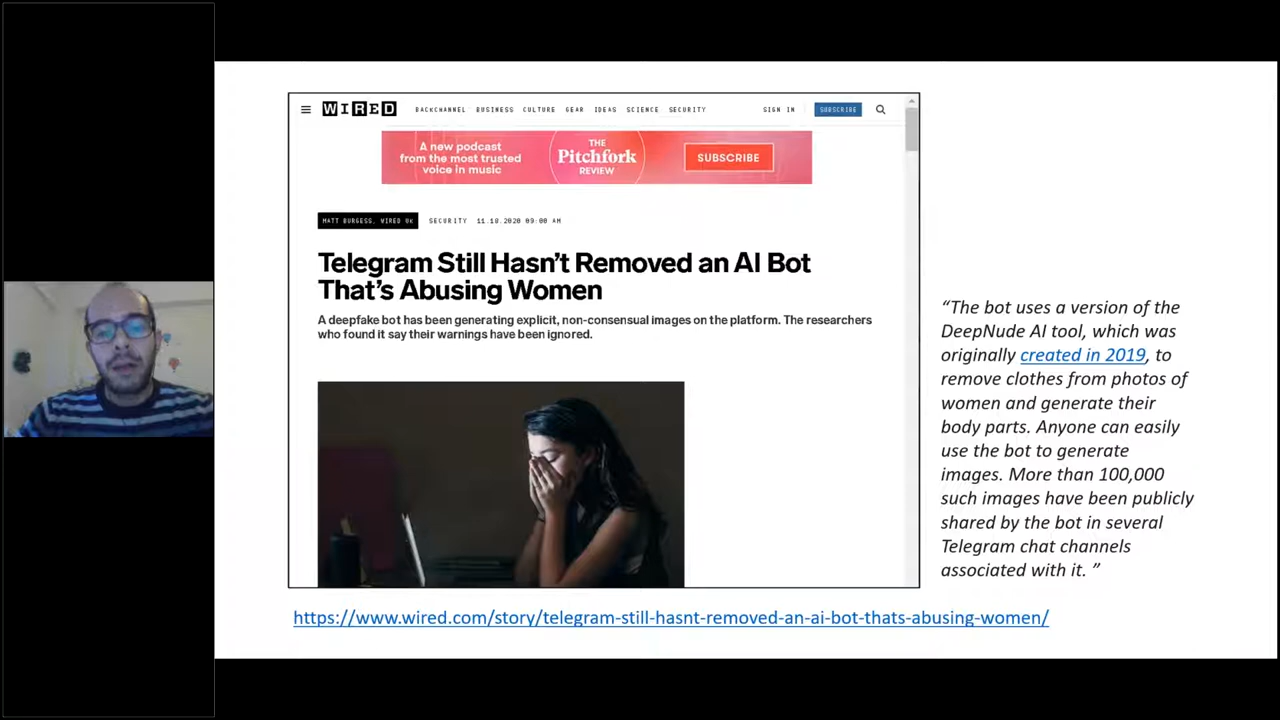 WIRED
BACKCHANNEL BUSINESS CULTURE GEAR IDEAS SCIENCE SECURITY
SIGN IN
SUBSCRIBE
A new podcast
from the most trusted
voice in music
THE
Pitchfork
REVIEW
SUBSCRIBE
MATT BURGESS, WIRED UK
SECURITY 11.18.2020 09:00 AM
Telegram Still Hasn't Removed an AI Bot
That's Abusing Women
A deepfake bot has been generating explicit, non-consensual images on the platform. The researchers
who found it say their warnings have been ignored.
“The bot uses a version of the
DeepNude AI tool, which was
originally created in 2019, to
remove clothes from photos of
women and generate their
body parts. Anyone can easily
use the bot to generate
images. More than 100,000
such images have been publicly
shared by the bot in several
Telegram chat channels
associated with it. ”
https://www.wired.com/story/telegram-still-hasnt-removed-an-ai-bot-thats-abusing-women/